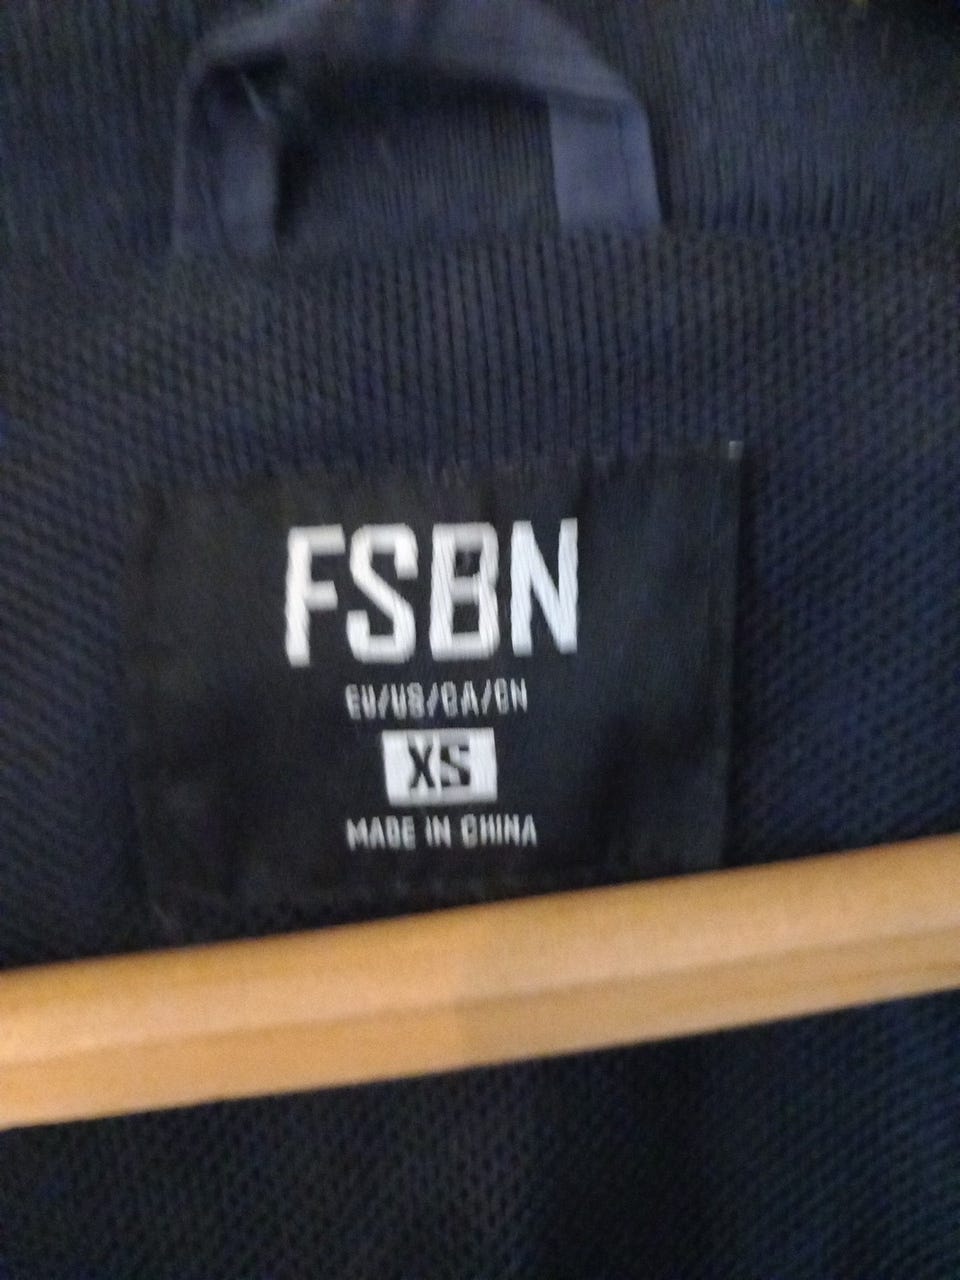 FSBN
EU/US/CA/CN
XS
MADE IN CHINA